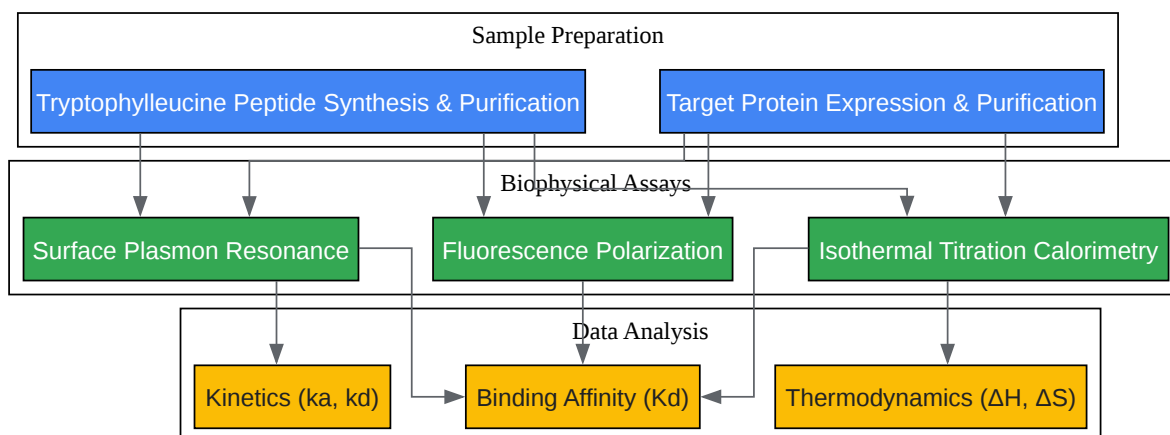 Sample Preparation
Tryptophylleucine Peptide Synthesis & Purification
Target Protein Expression & Purification
Biophysical Assays
Surface Plasmon Resonance
Fluorescence Polarization
Isothermal Titration Calorimetry
Data Analysis
Kinetics (ka, kd)
Binding Affinity (Kd)
Thermodynamics (ΔH, ΔS)